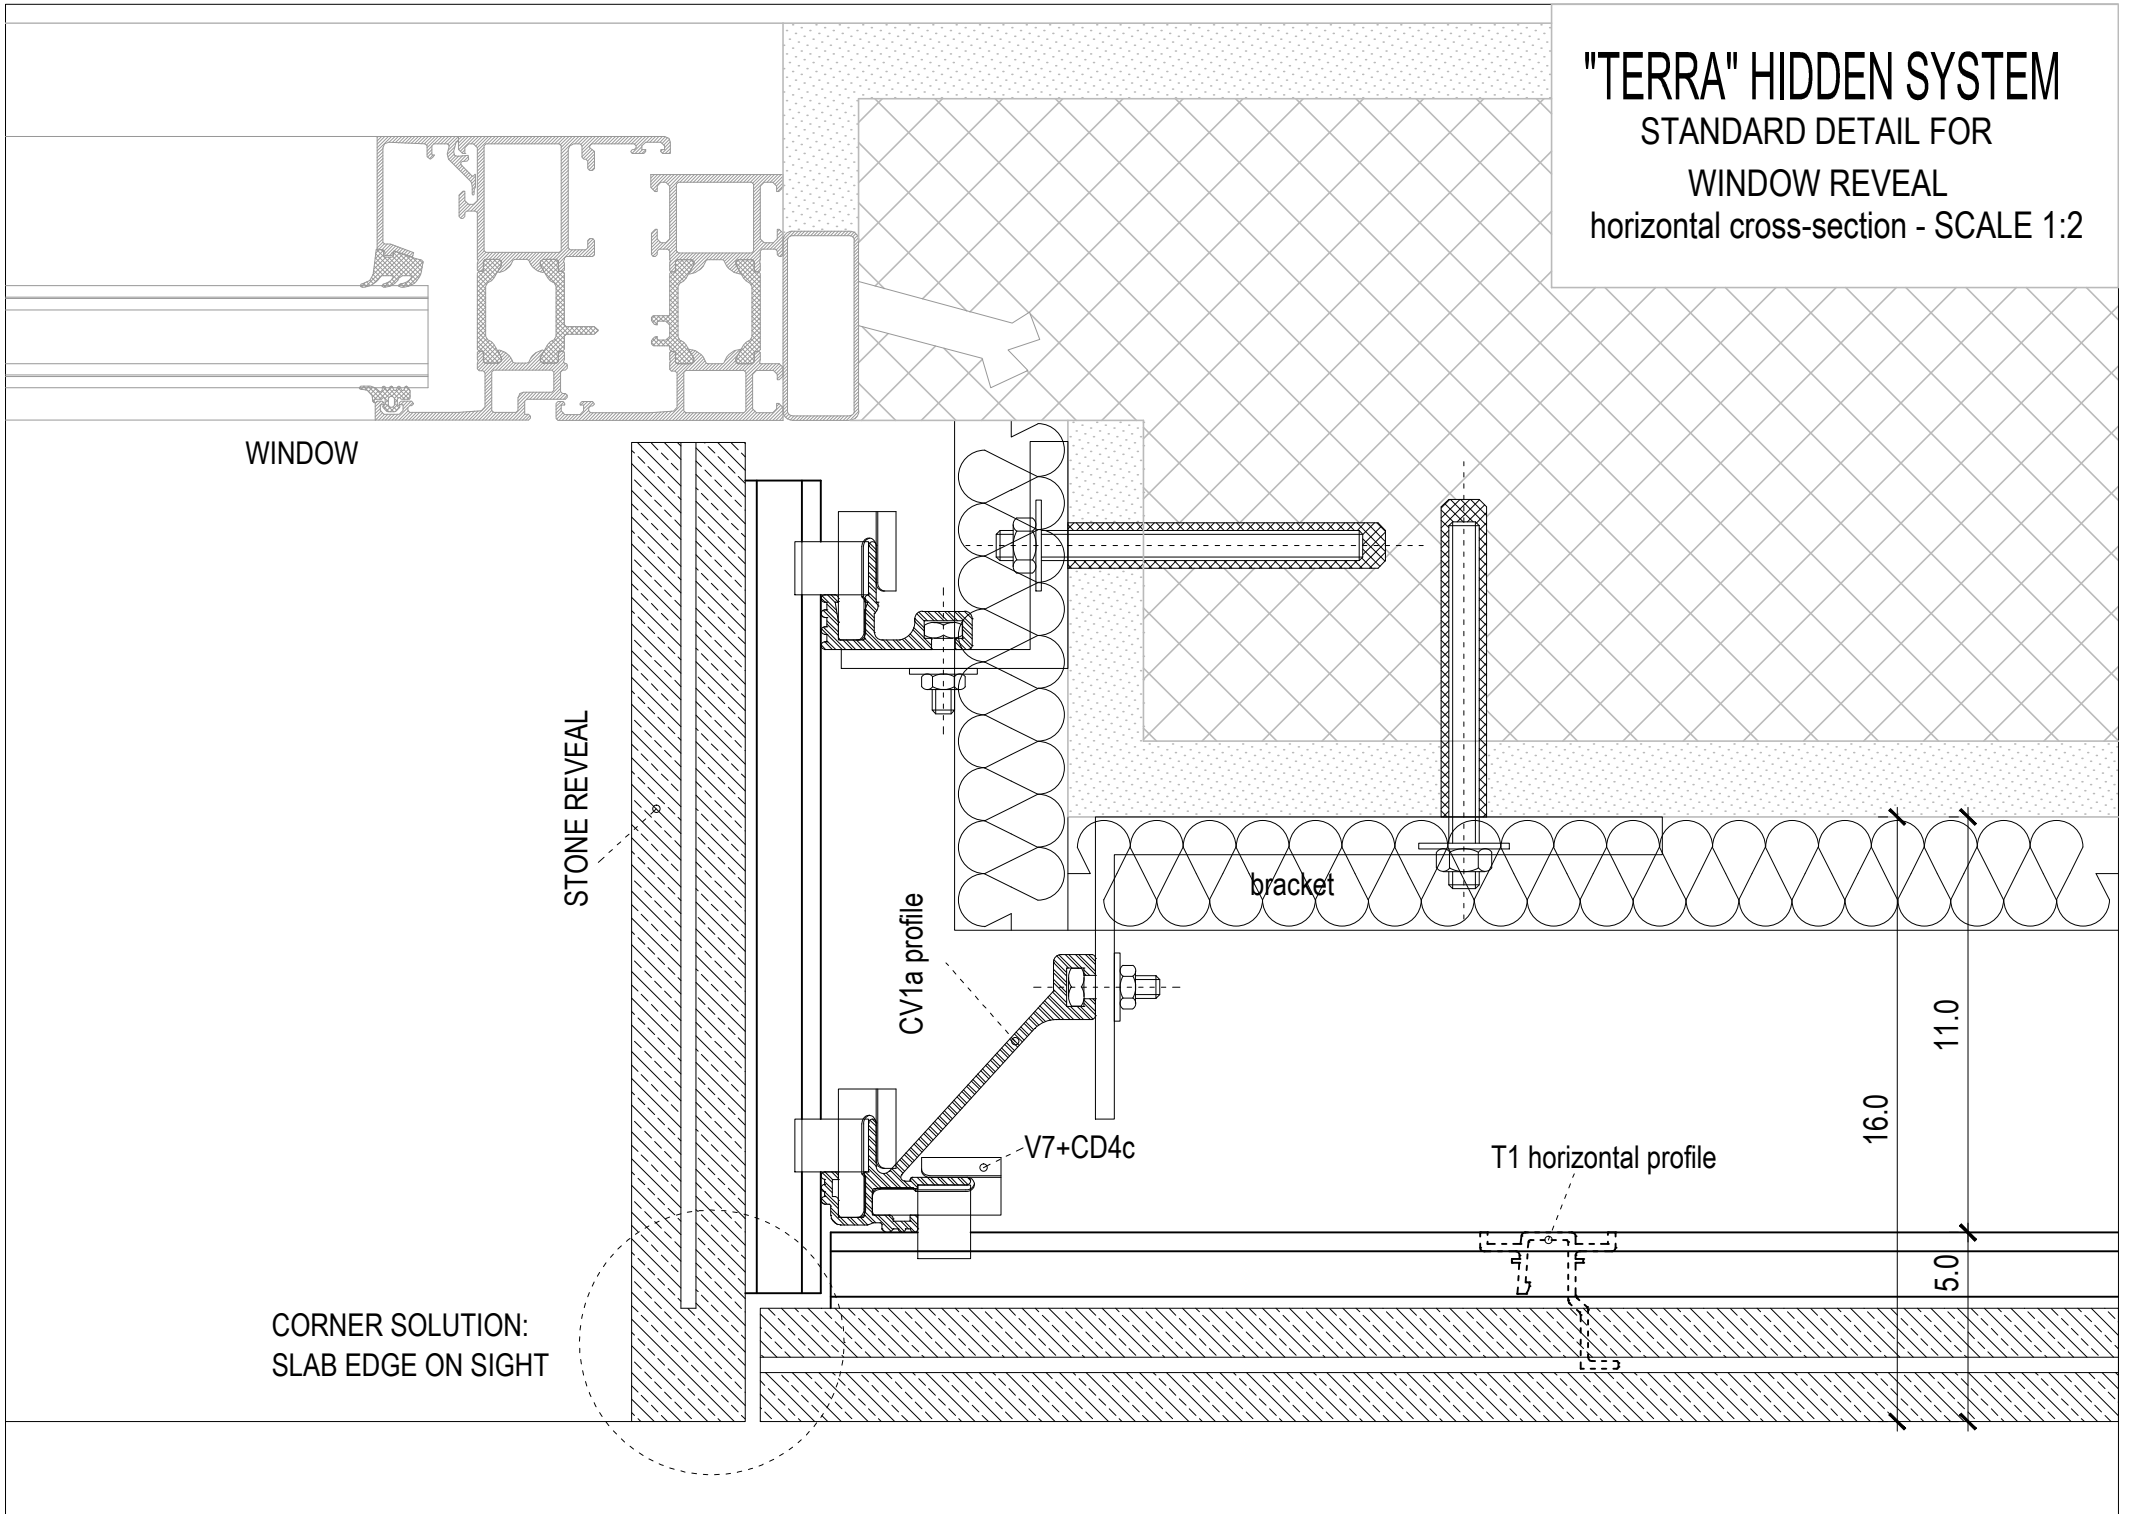 "TERRA" HIDDEN SYSTEM
STANDARD DETAIL FOR
WINDOW REVEAL
horizontal cross-section - SCALE 1:2
WINDOW
STONE REVEAL
bracket
CV1a profile
11.0
16.0
V7+CD4c
T1 horizontal profile
5.0
CORNER SOLUTION:
SLAB EDGE ON SIGHT